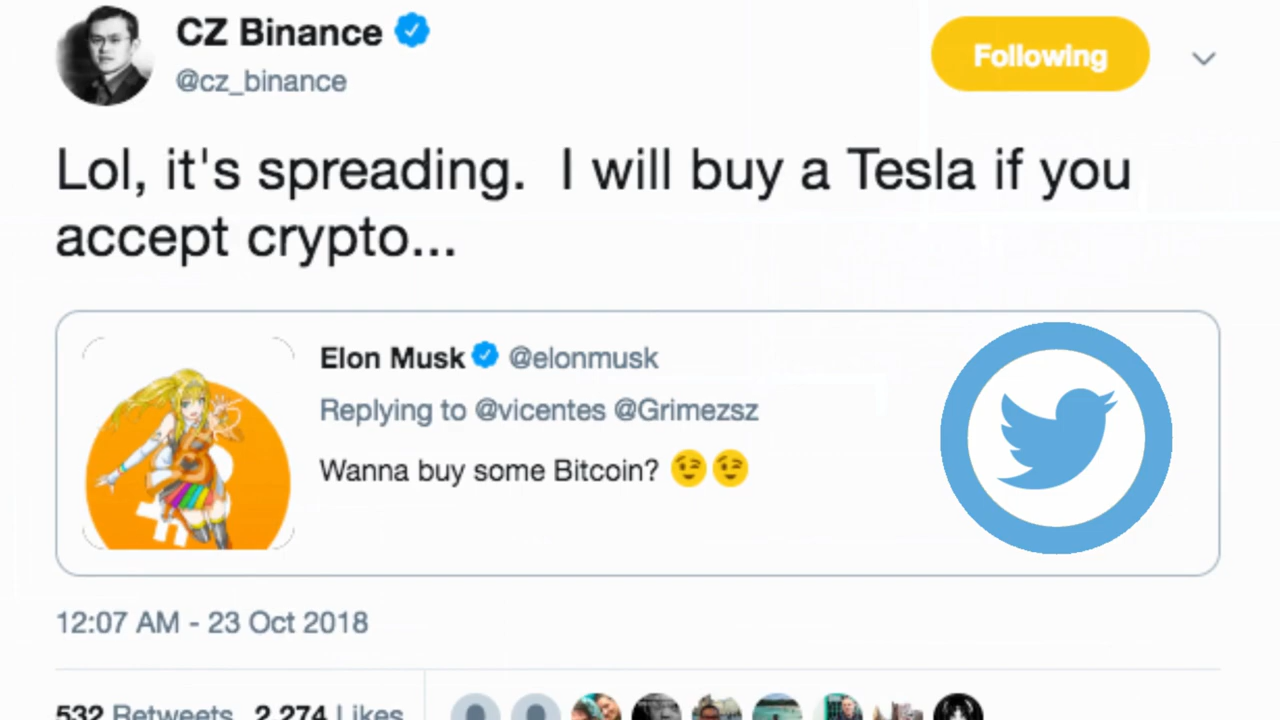 CZ Binance
@cz_binance
Following
Lol, it's spreading. I will buy a Tesla if you
accept crypto...
Elon Musk @elonmusk
Replying to @vicentes @Grimezsz
Wanna buy some Bitcoin? 😉😉
12:07 AM - 23 Oct 2018
532 Retweets 2,274 Likes